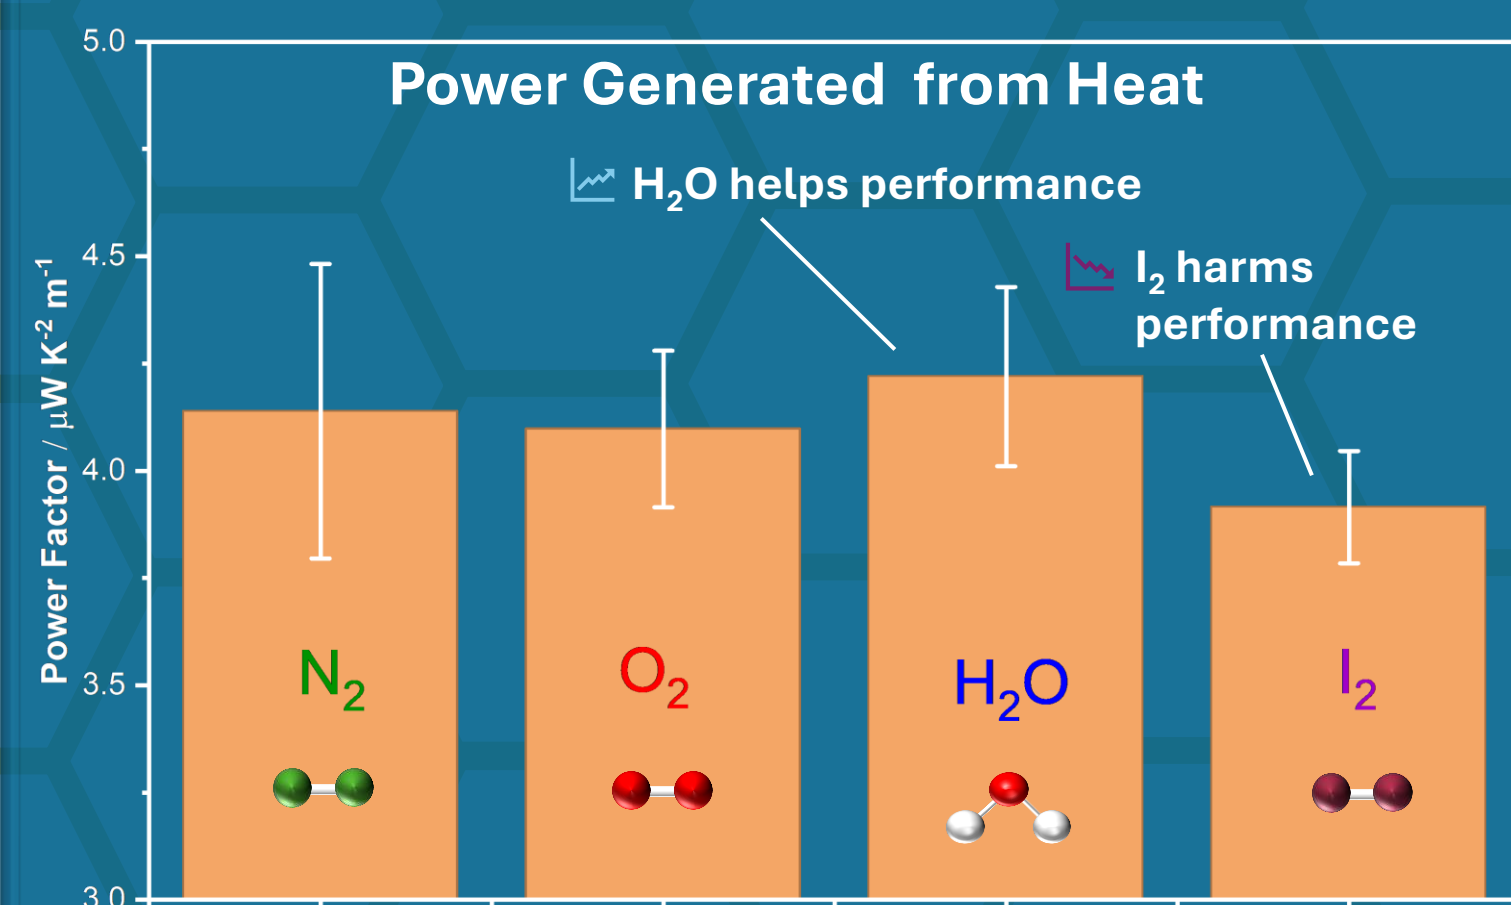 5.0
Power Generated from Heat
H₂O helps performance
4.5
I₂ harms
performance
Power Factor / μW K⁻² m⁻¹
4.0
3.5
N₂
O₂
H₂O
I₂
3.0